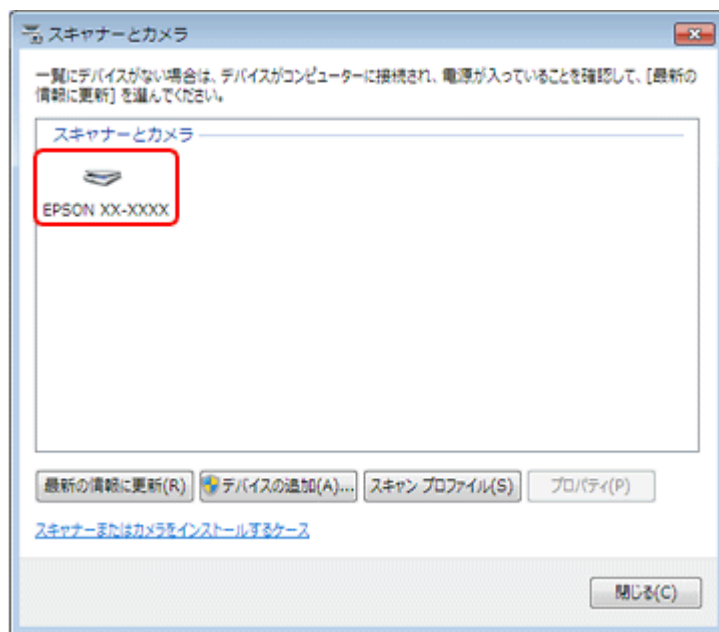 スキャナーとカメラ
一覧にデバイスがない場合は、デバイスがコンピューターに接続され、電源が入っていることを確認して、[最新の
情報に更新] を選んでください。
スキャナーとカメラ
EPSON XX-XXXX
最新の情報に更新(R)
デバイスの追加(A)...
スキャン プロファイル(S)
プロパティ(P)
スキャナーまたはカメラをインストールするケース
閉じる(C)